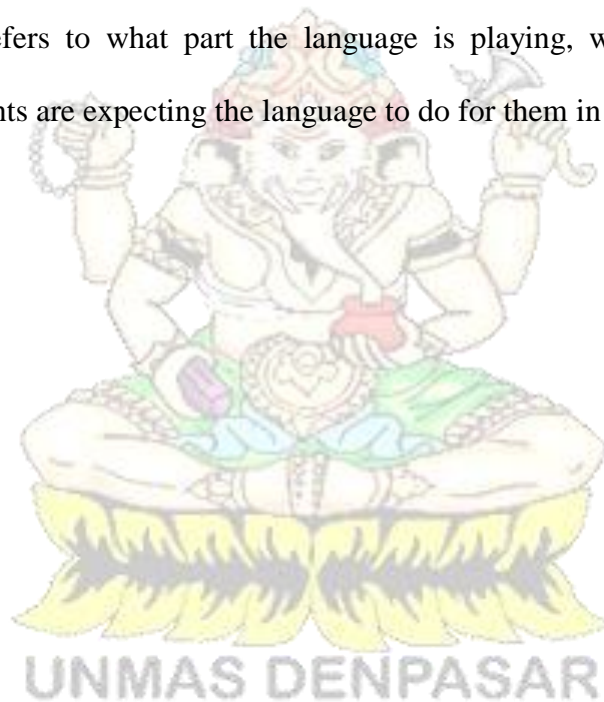 efers to what part the language is playing, w
nts are expecting the language to do for them in
UNMAS DENPASAR